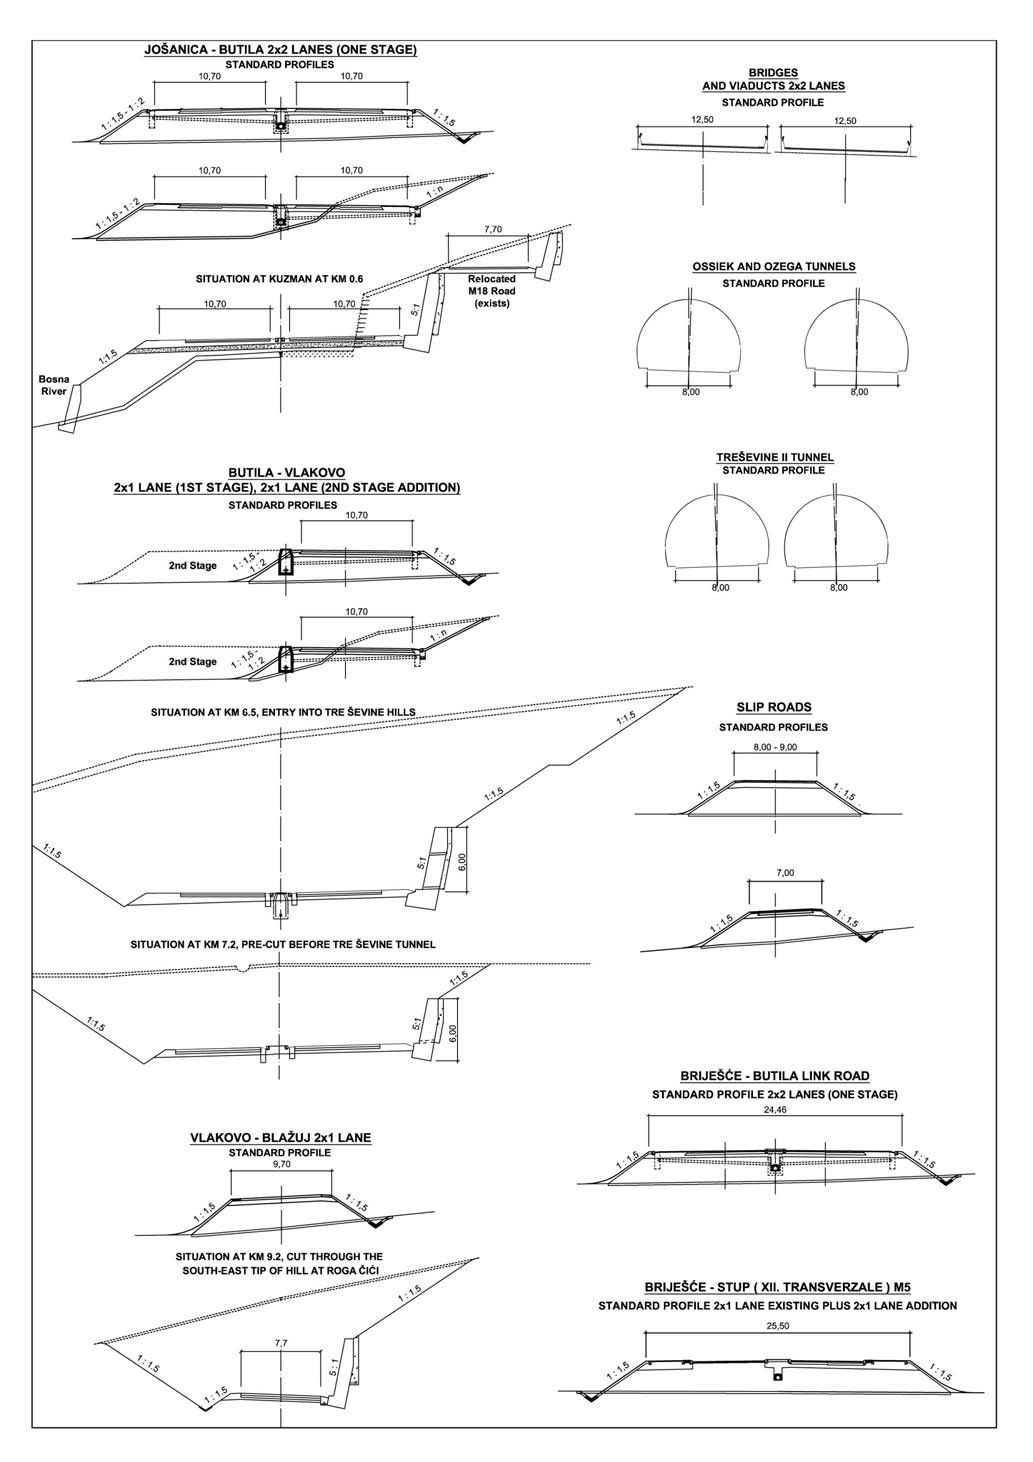 JOŠANICA - BUTILA 2x2 LANES (ONE STAGE)
STANDARD PROFILES
10,70
10,70
1 : 1,5 - 1 : 2
1 : 1,5
10,70
10,70
1 : 1,5 - 1 : 2
1 : n
SITUATION AT KUZMAN AT KM 0.6
7,70
Relocated
M18 Road
(exists)
10,70
10,70
5:1
1:1,5
Bosna
River
BUTILA - VLAKOVO
2x1 LANE (1ST STAGE), 2x1 LANE (2ND STAGE ADDITION)
STANDARD PROFILES
10,70
2nd Stage
1 : 1,5 -
1 : 2
1 : 1,5
10,70
2nd Stage
1 : 1,5 -
1 : 2
1 : n
SITUATION AT KM 6.5, ENTRY INTO TRE ŠEVINE HILLS
1:1,5
1:1,5
1:1,5
5:1
6,00
SITUATION AT KM 7.2, PRE-CUT BEFORE TRE ŠEVINE TUNNEL
1:1,5
1:1,5
5:1
6,00
VLAKOVO - BLAŽUJ 2x1 LANE
STANDARD PROFILE
9,70
1 : 1,5
1 : 1,5
SITUATION AT KM 9.2, CUT THROUGH THE
SOUTH-EAST TIP OF HILL AT ROGA ČIĆI
1 : 1,5
7,7
1 : 1,5
1 : 1,5
5 : 1
BRIDGES
AND VIADUCTS 2x2 LANES
STANDARD PROFILE
12,50
12,50
OSSIEK AND OZEGA TUNNELS
STANDARD PROFILE
8,00
8,00
TREŠEVINE II TUNNEL
STANDARD PROFILE
8,00
8,00
SLIP ROADS
STANDARD PROFILES
8,00 - 9,00
1 : 1,5
1 : 1,5
7,00
1 : 1,5
1 : 1,5
BRIJEŠĆE - BUTILA LINK ROAD
STANDARD PROFILE 2x2 LANES (ONE STAGE)
24,46
1 : 1,5
1 : 1,5
BRIJEŠĆE - STUP ( XII. TRANSVERZALE ) M5
STANDARD PROFILE 2x1 LANE EXISTING PLUS 2x1 LANE ADDITION
25,50
1 : 1,5
1 : 1,5